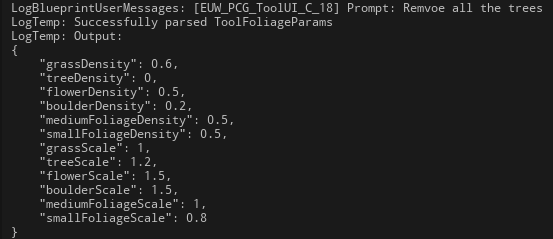 LogBlueprintUserMessages: [EUW_PCG_ToolUI_C_18] Prompt: Remvoe all the trees
LogTemp: Successfully parsed ToolFoliageParams
LogTemp: Output:
{
    "grassDensity": 0.6,
    "treeDensity": 0,
    "flowerDensity": 0.5,
    "boulderDensity": 0.2,
    "mediumFoliageDensity": 0.5,
    "smallFoliageDensity": 0.5,
    "grassScale": 1,
    "treeScale": 1.2,
    "flowerScale": 1.5,
    "boulderScale": 1.5,
    "mediumFoliageScale": 1,
    "smallFoliageScale": 0.8
}